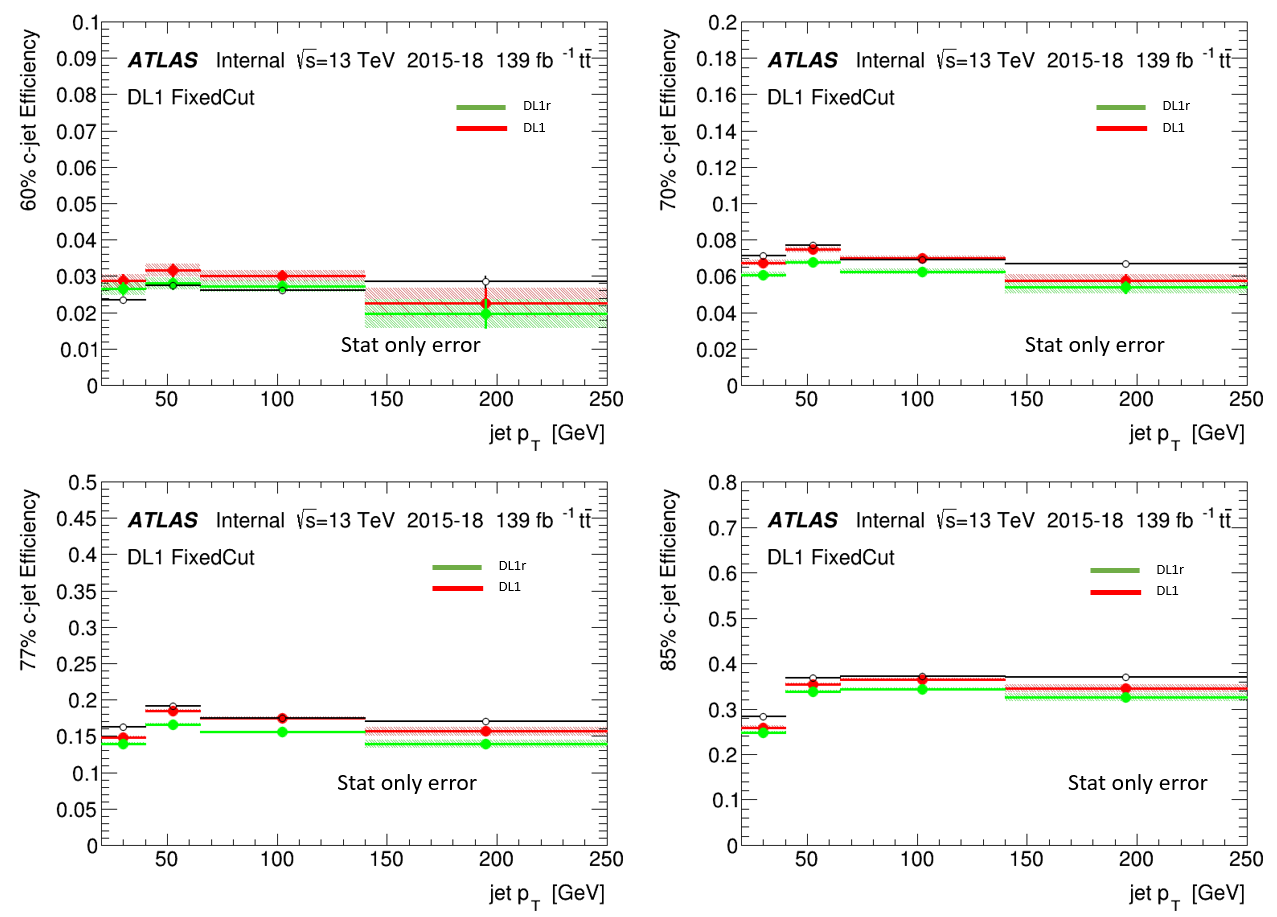 60% c-jet Efficiency
0.1
0.09
0.08
0.07
0.06
0.05
0.04
0.03
0.02
0.01
0
ATLAS Internal √s=13 TeV 2015-18 139 fb -1 tt̄
DL1 FixedCut
DL1r
DL1
Stat only error
50 100 150 200 250
jet pT [GeV]
70% c-jet Efficiency
0.2
0.18
0.16
0.14
0.12
0.1
0.08
0.06
0.04
0.02
0
ATLAS Internal √s=13 TeV 2015-18 139 fb -1 tt̄
DL1 FixedCut
DL1r
DL1
Stat only error
50 100 150 200 250
jet pT [GeV]
77% c-jet Efficiency
0.5
0.45
0.4
0.35
0.3
0.25
0.2
0.15
0.1
0.05
0
ATLAS Internal √s=13 TeV 2015-18 139 fb -1 tt̄
DL1 FixedCut
DL1r
DL1
Stat only error
50 100 150 200 250
jet pT [GeV]
85% c-jet Efficiency
0.8
0.7
0.6
0.5
0.4
0.3
0.2
0.1
0
ATLAS Internal √s=13 TeV 2015-18 139 fb -1 tt̄
DL1 FixedCut
DL1r
DL1
Stat only error
50 100 150 200 250
jet pT [GeV]